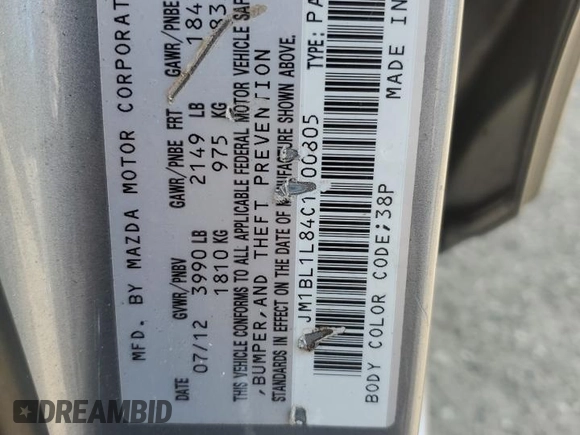 MFD. BY MAZDA MOTOR CORPORAT
GVWR/PNBV GAWR/PNBE FRT GAWR/PNBE
DATE 07/12 3990 LB 2149 LB 184
1810 KG 975 KG 83
THIS VEHICLE CONFORMS TO ALL APPLICABLE FEDERAL MOTOR VEHICLE SAF
,BUMPER,AND THEFT PREVENTION
STANDARDS IN EFFECT ON THE DATE OF MANUFACTURE SHOWN ABOVE.
JM1BL1L84C1 00805 TYPE: PA
BODY COLOR CODE;38P MADE IN
DREAMBID